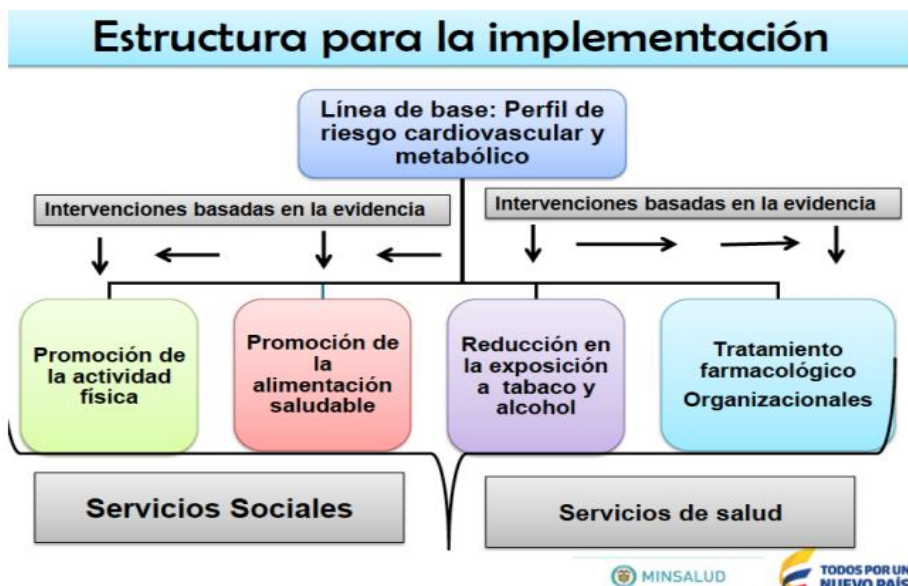 Estructura para la implementación
Línea de base: Perfil de
riesgo cardiovascular y
metabólico
Intervenciones basadas en la evidencia
Intervenciones basadas en la evidencia
Promoción de
la actividad
física
Promoción de
la
alimentación
saludable
Reducción en
la exposición
a tabaco y
alcohol
Tratamiento
farmacológico
Organizacionales
Servicios Sociales
Servicios de salud
MINSALUD
TODOS POR UN
NUEVO PAÍS